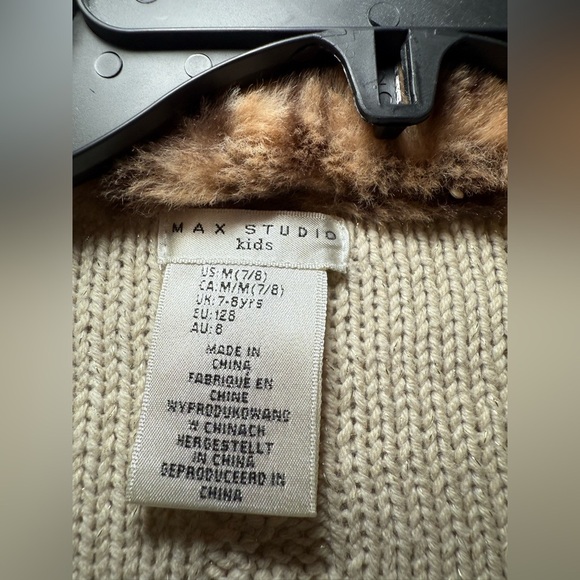 MAX STUDIO
kids
US:M(7/8)
CA:M/M(7/8)
UK:7-8yrs
EU:128
AU:8
MADE IN
CHINA
FABRIQUÉ EN
CHINE
WYPRODUKOWANO
W CHINACH
HERGESTELLT
IN CHINA
GEPRODUCEERD IN
CHINA